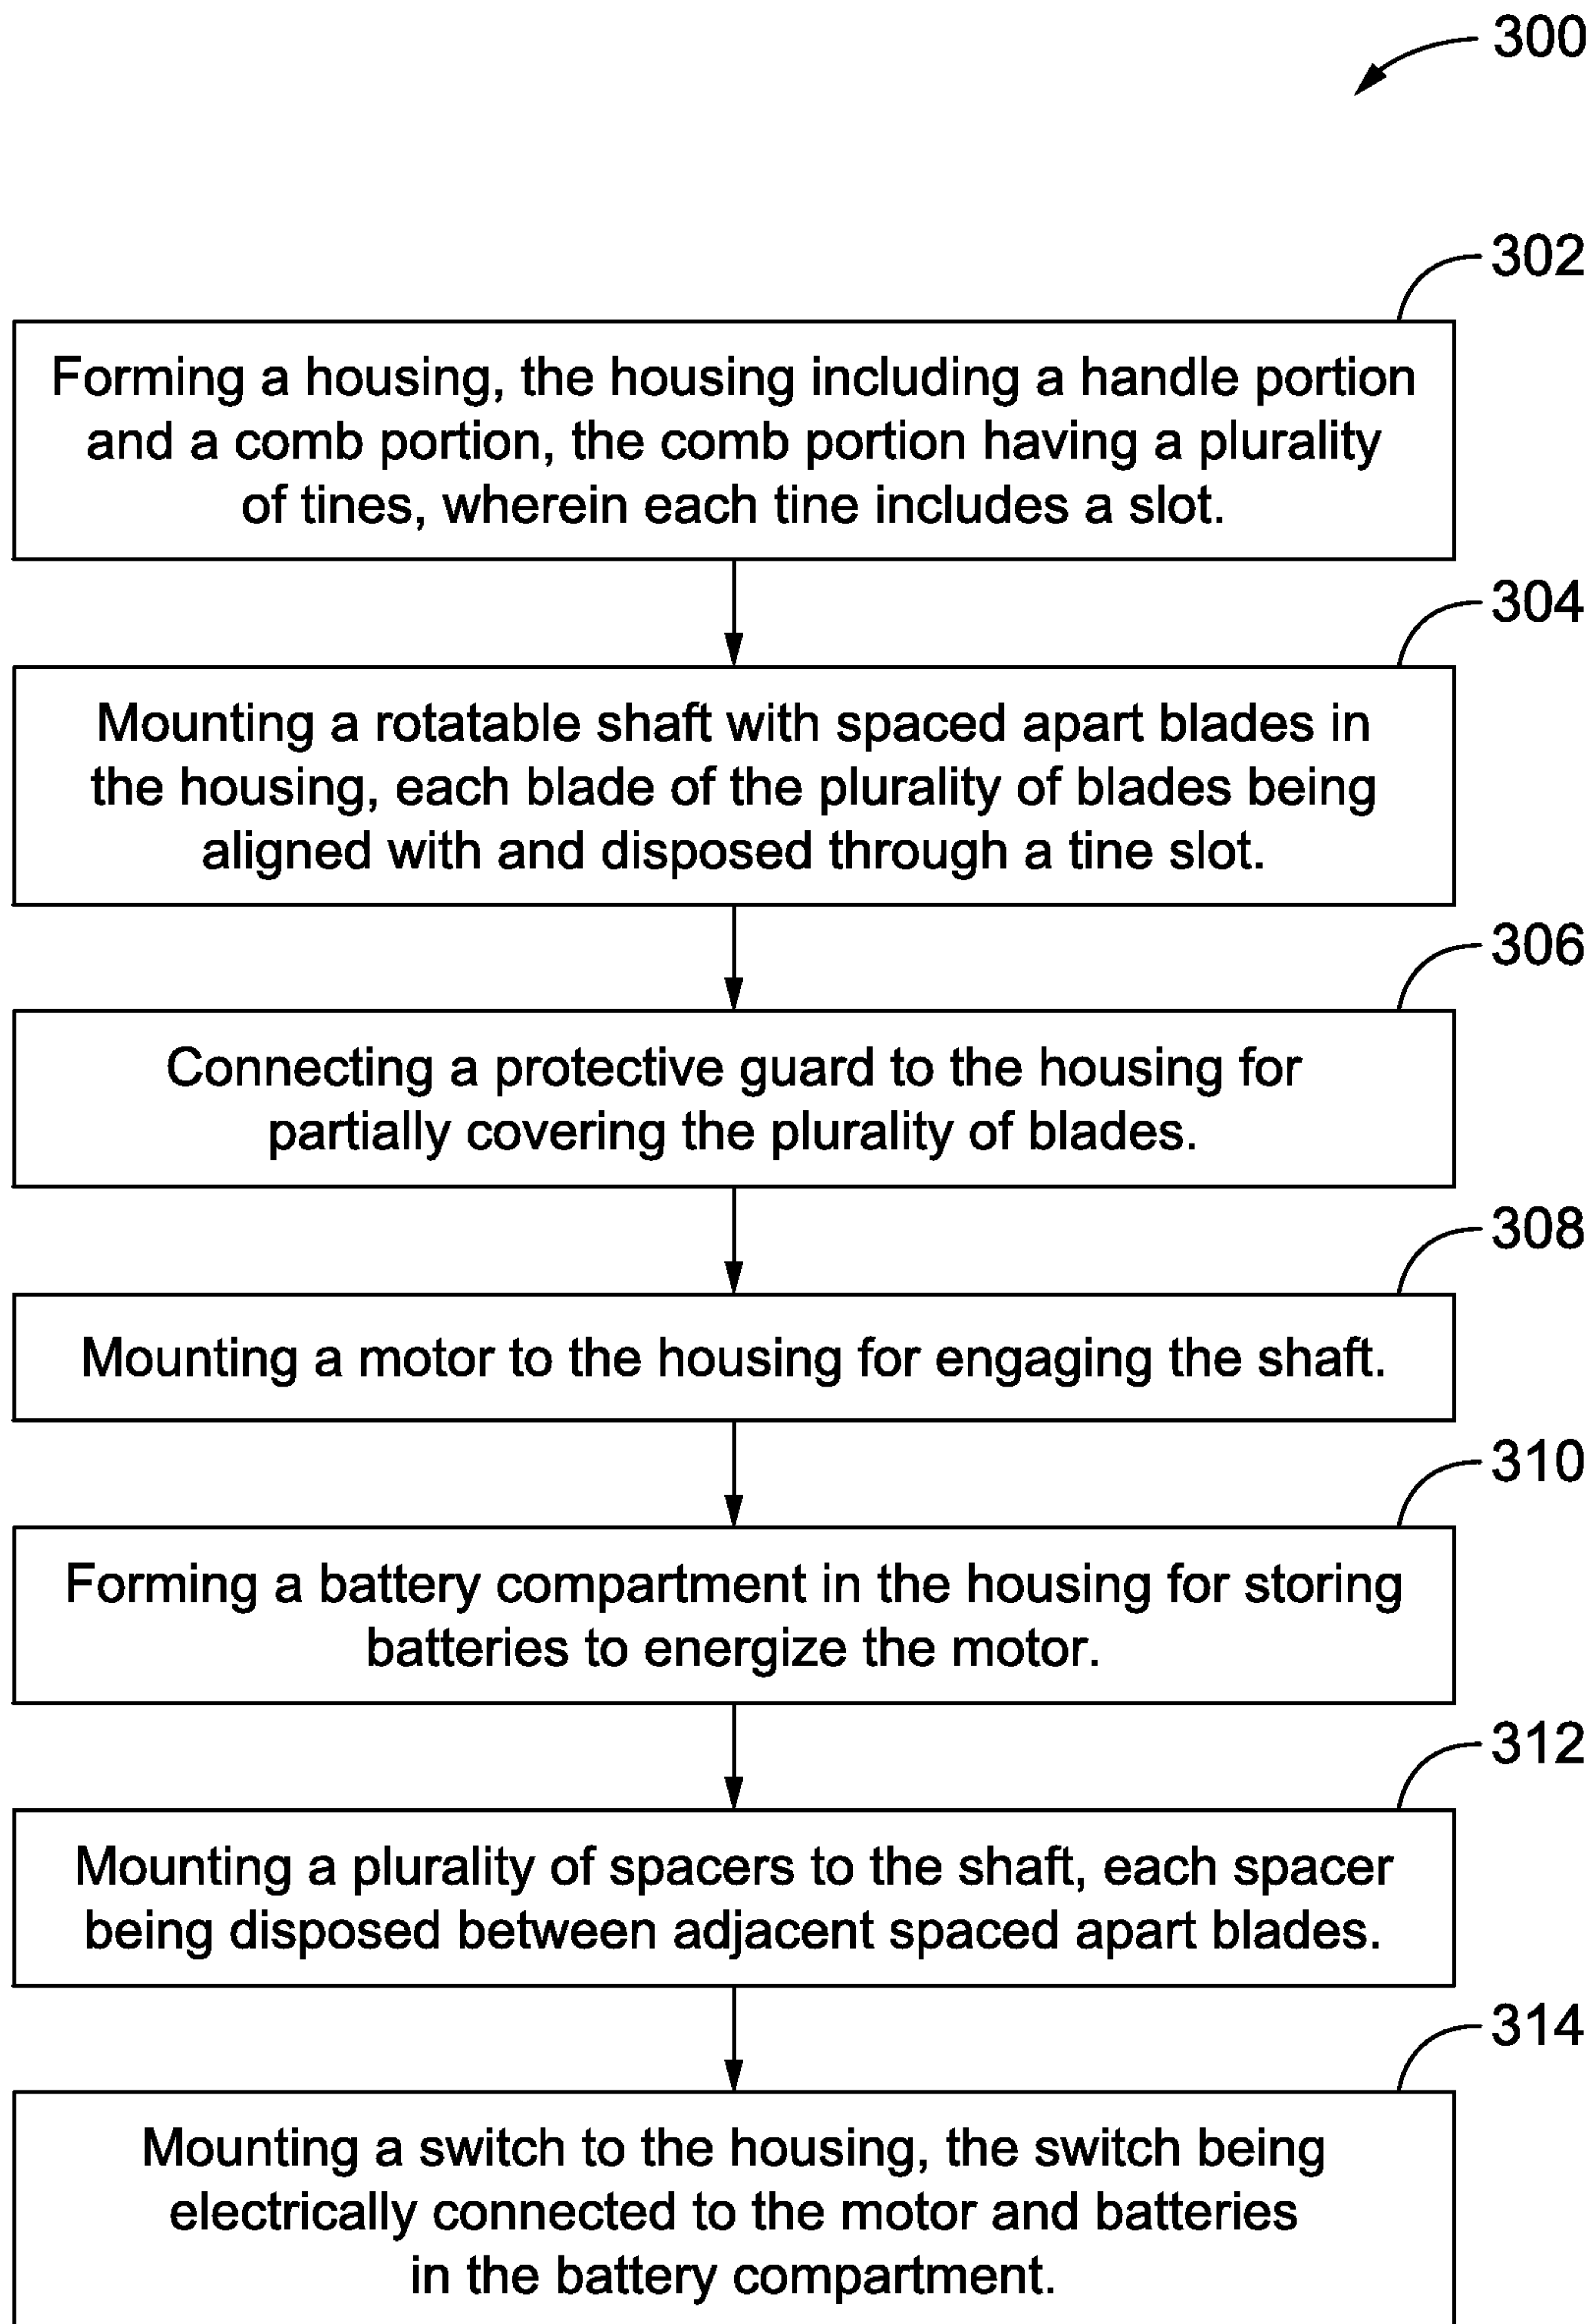 300
302
Forming a housing, the housing including a handle portion
and a comb portion, the comb portion having a plurality
of tines, wherein each tine includes a slot.
304
Mounting a rotatable shaft with spaced apart blades in
the housing, each blade of the plurality of blades being
aligned with and disposed through a tine slot.
306
Connecting a protective guard to the housing for
partially covering the plurality of blades.
308
Mounting a motor to the housing for engaging the shaft.
310
Forming a battery compartment in the housing for storing
batteries to energize the motor.
312
Mounting a plurality of spacers to the shaft, each spacer
being disposed between adjacent spaced apart blades.
314
Mounting a switch to the housing, the switch being
electrically connected to the motor and batteries
in the battery compartment.